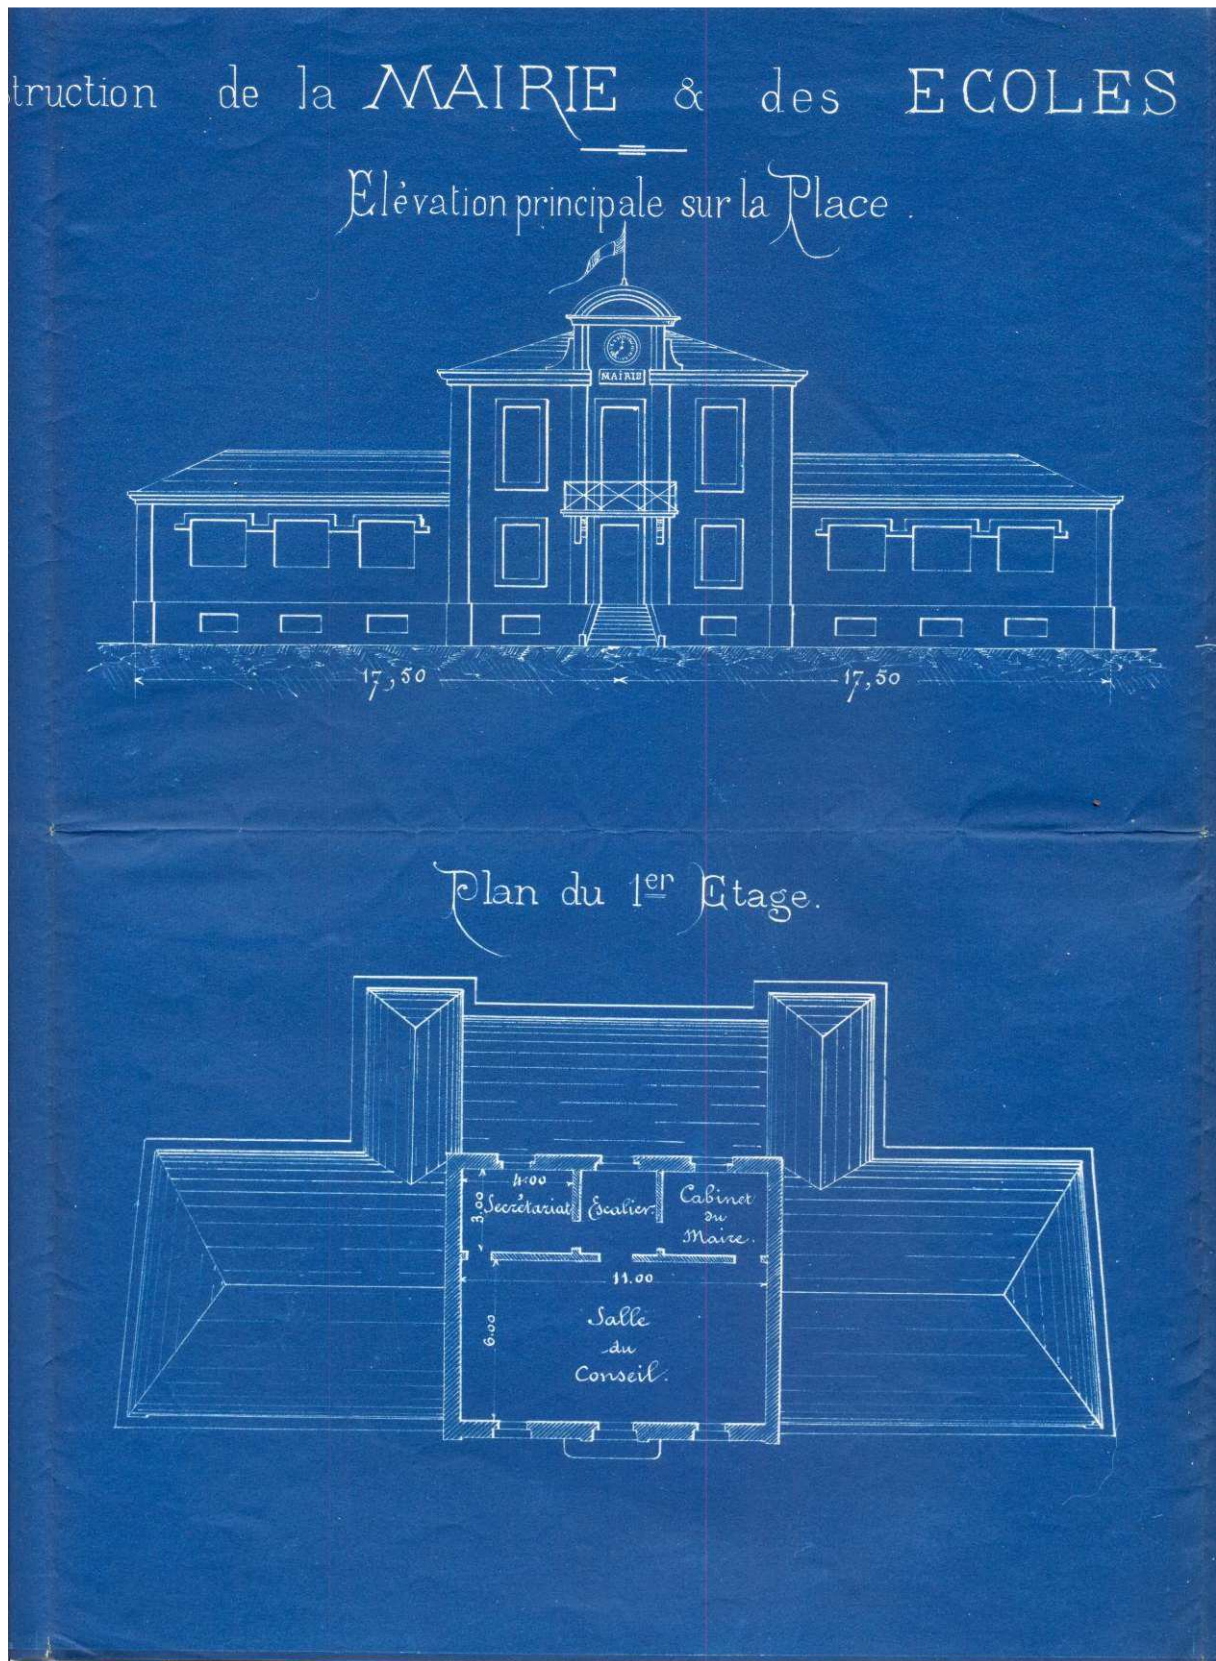 truction de la MAIRIE & des ECOLES
Elévation principale sur la Place.
MAIRIE
17,50
17,50
Plan du 1er Etage.
4.00
3.00
Secrétariat
Escalier
Cabinet
du
Maire.
11.00
6.00
Salle
du
Conseil.